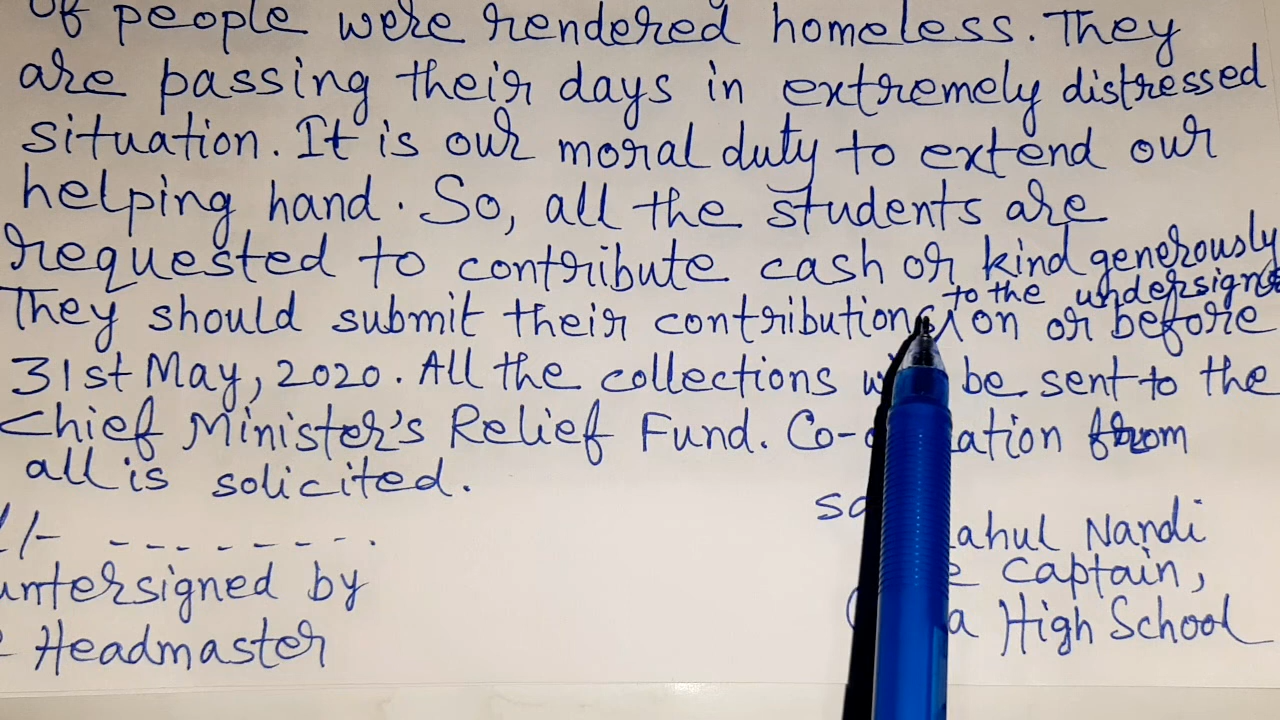 of people were rendered homeless. They
are passing their days in extremely distressed
situation. It is our moral duty to extend our
helping hand. So, all the students are
requested to contribute cash or kind generously
to the
They should submit their contributions on or before
31st May, 2020. All the collections be sent to the
Chief Minister's Relief Fund. from
all is solicited.
Nandi
captain,
by
Headmaster
High School